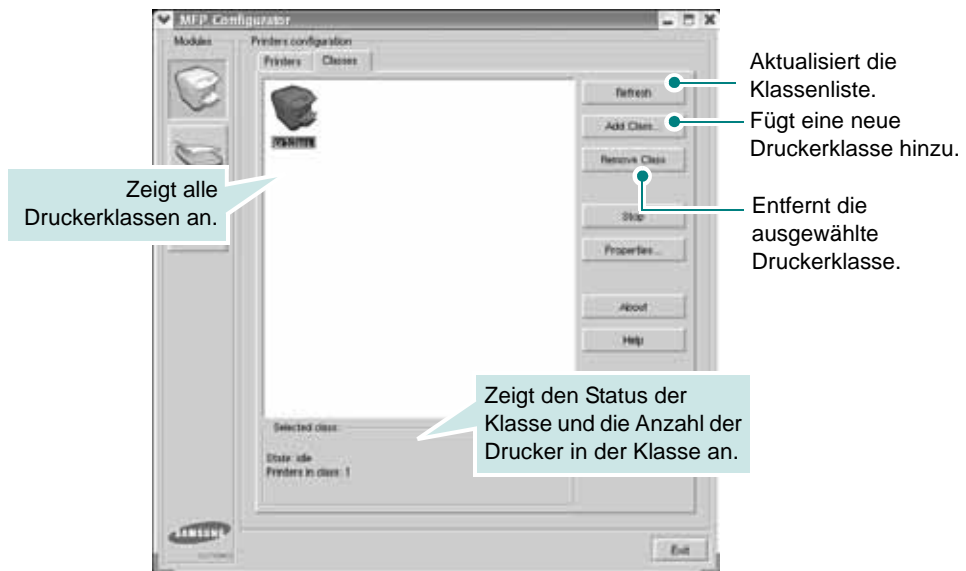 MFP Configurator
Modules
Printers configuration
Printers
Classes
Refresh
Add Class...
Remove Class
Stop
Properties...
About
Help
Selected class:
State: idle
Printers in class: 1
SAMSUNG
Exit
Aktualisiert die
Klassenliste.
Fügt eine neue
Druckerklasse hinzu.
Entfernt die
ausgewählte
Druckerklasse.
Zeigt alle
Druckerklassen an.
Zeigt den Status der
Klasse und die Anzahl der
Drucker in der Klasse an.